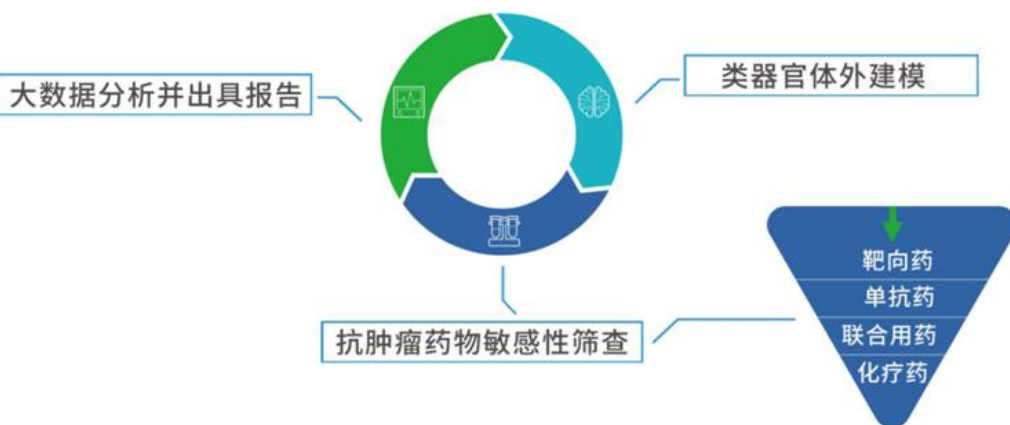 大数据分析并出具报告
类器官体外建模
抗肿瘤药物敏感性筛查
靶向药
单抗药
联合用药
化疗药